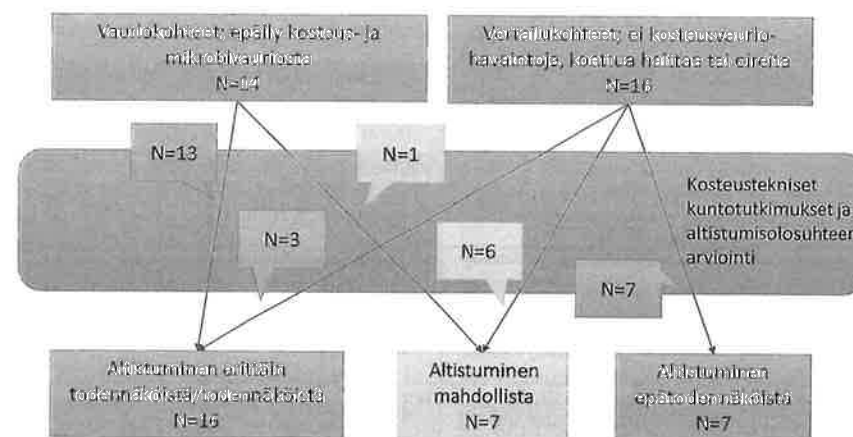 Vauriokohteet; epäily kosteus- ja
mikrobivauriosta
N=14
Vertailukohteet; ei kosteusvaurio-
havaintoja, koettua haittaa tai oireita
N=16
N=13
N=1
Kosteustekniset
kuntotutkimukset ja
altistumisolosuhteen
arviointi
N=3
N=6
N=7
Altistuminen erittäin
todennäköistä/todennäköistä
N=16
Altistuminen
mahdollista
N=7
Altistuminen
epätodennäköistä
N=7